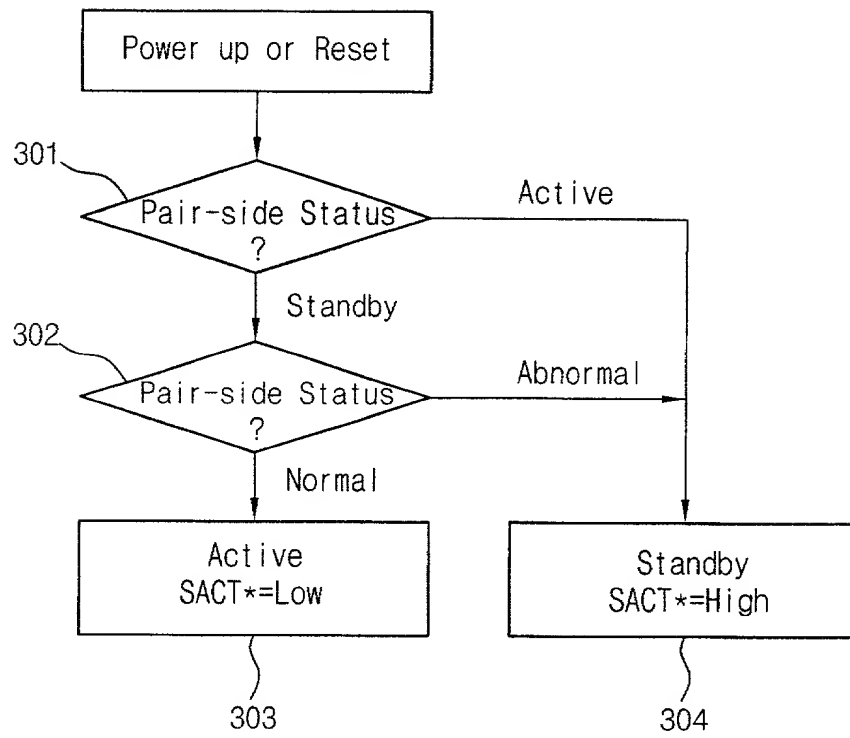 Power up or Reset
301
Pair-side Status
?
Active
Standby
302
Pair-side Status
?
Abnormal
Normal
Active
SACT*=Low
Standby
SACT*=High
303
304